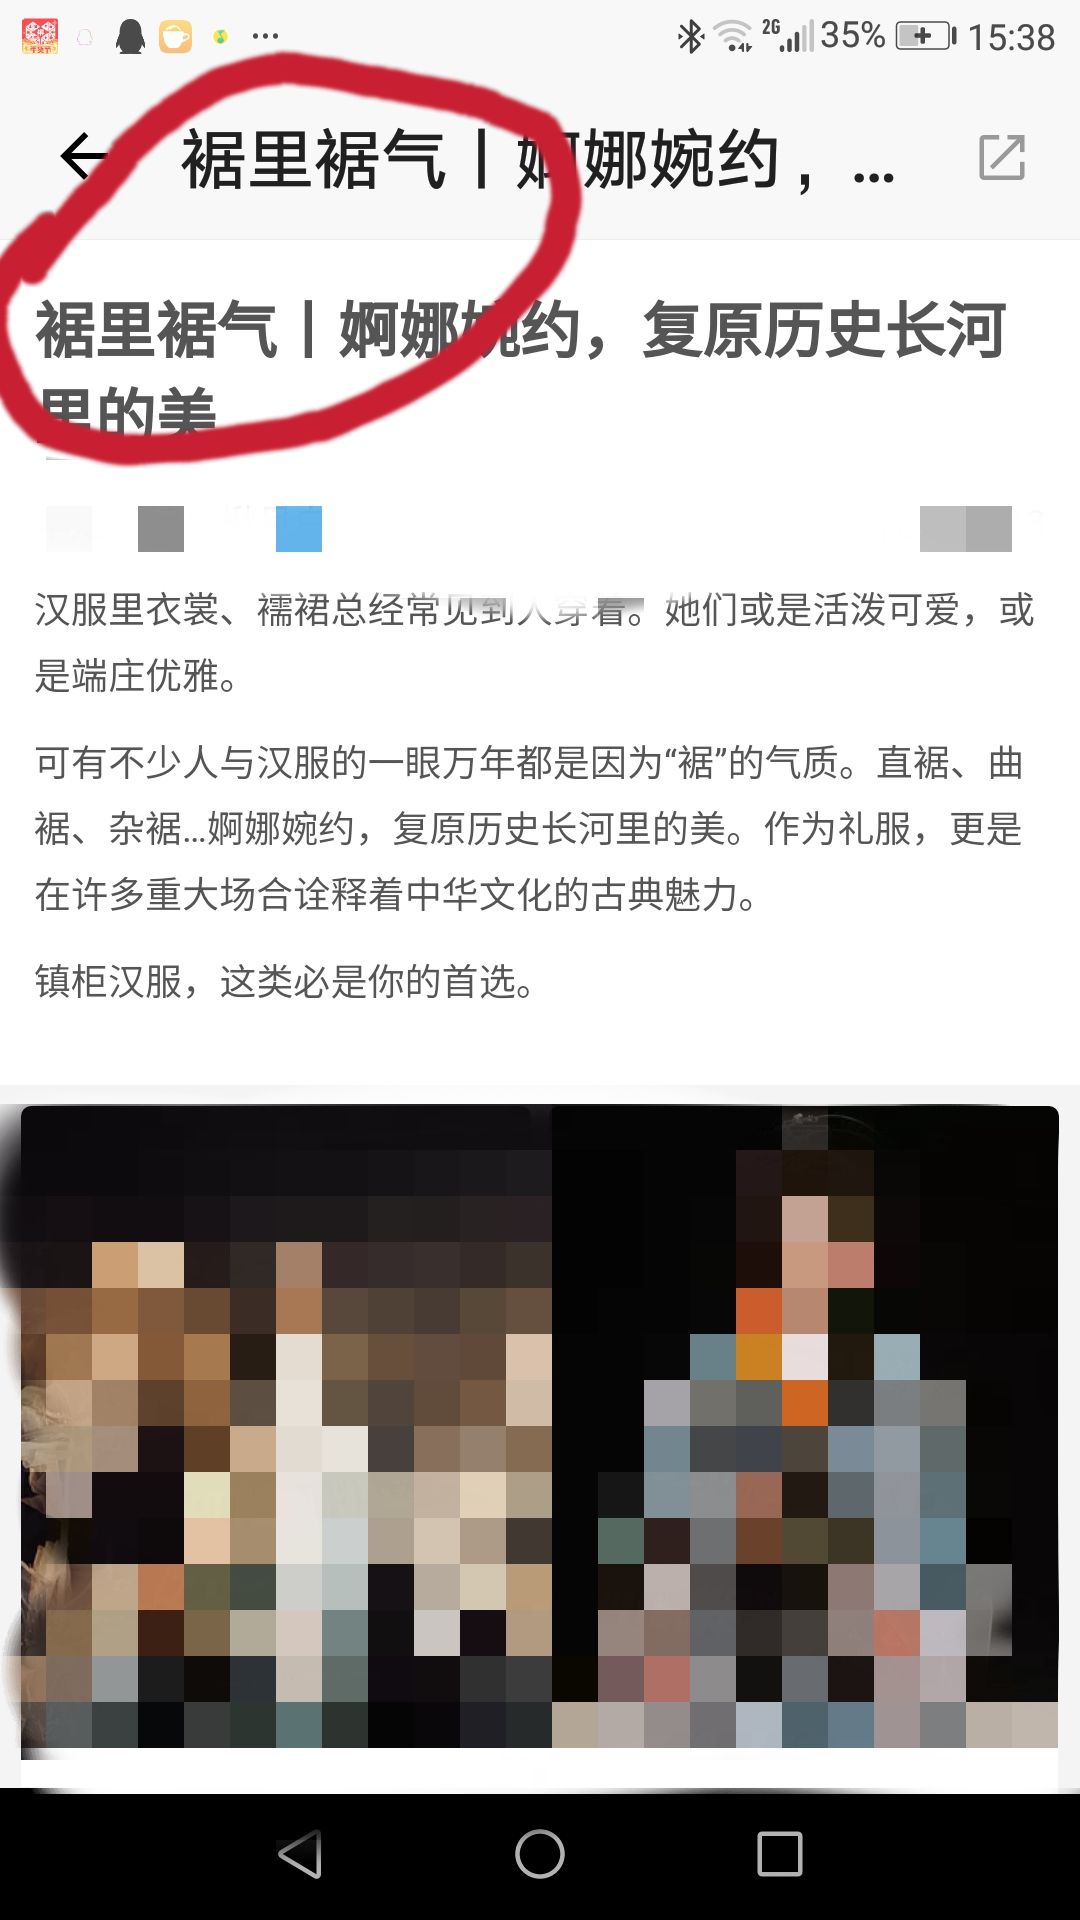 2G 35% 15:38
裾里裾气丨婀娜婉约，...
裾里裾气丨婀娜婉约，复原历史长河
里的美
汉服里衣裳、襦裙总经常见到人穿着。她们或是活泼可爱，或
是端庄优雅。
可有不少人与汉服的一眼万年都是因为“裾”的气质。直裾、曲
裾、杂裾...婀娜婉约，复原历史长河里的美。作为礼服，更是
在许多重大场合诠释着中华文化的古典魅力。
镇柜汉服，这类必是你的首选。